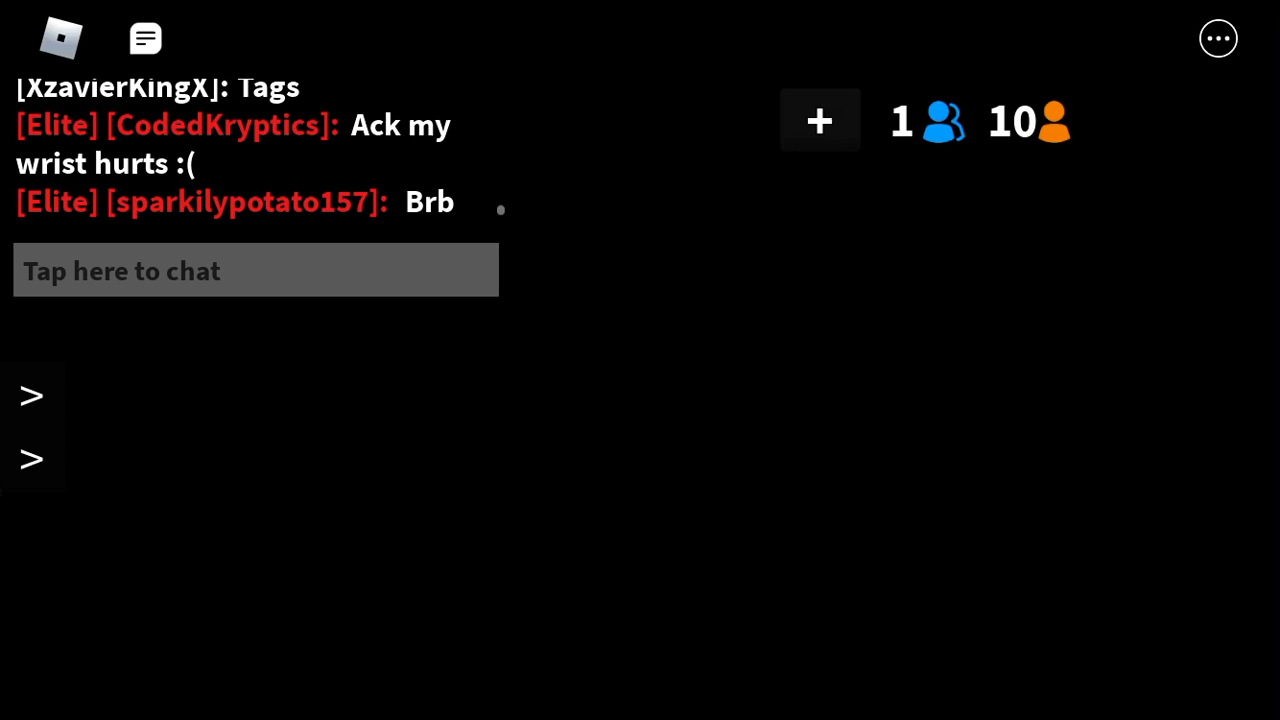 [XzavierKingX]: Tags
[Elite] [CodedKryptics]: Ack my
wrist hurts :(
[Elite] [sparkilypotato157]: Brb
+ 1 10
Tap here to chat
>
>